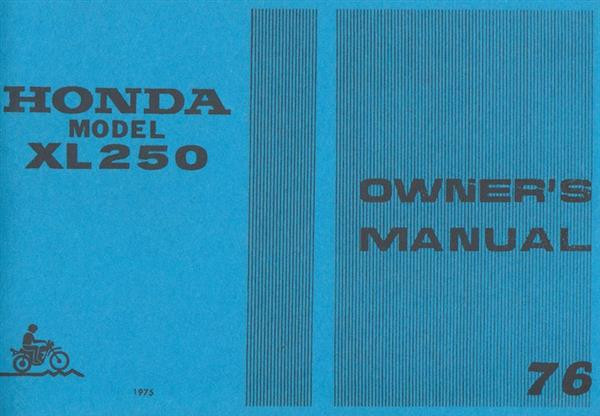 HONDA
MODEL
XL250
OWNER'S
MANUAL
1975
76